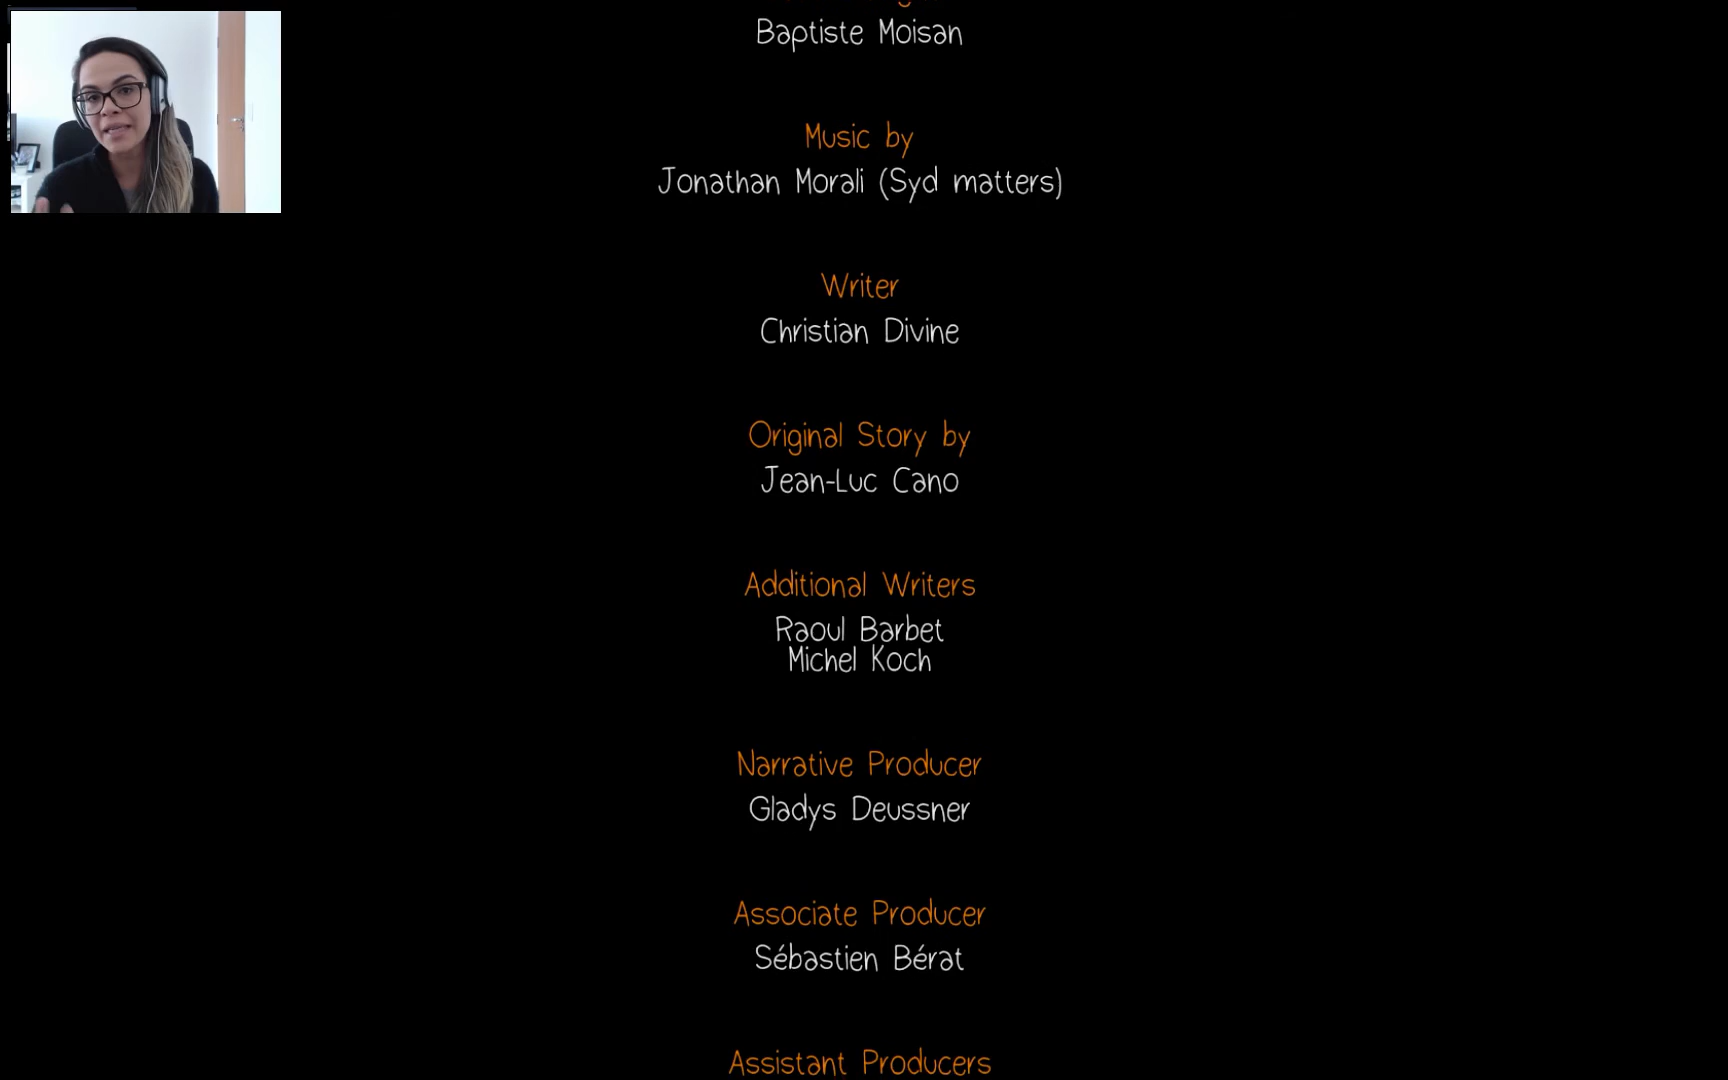 Baptiste Moisan
Music by
Jonathan Morali (Syd matters)
Writer
Christian Divine
Original Story by
Jean-Luc Cano
Additional Writers
Raoul Barbet
Michel Koch
Narrative Producer
Gladys Deussner
Associate Producer
Sébastien Bérat
Assistant Producers